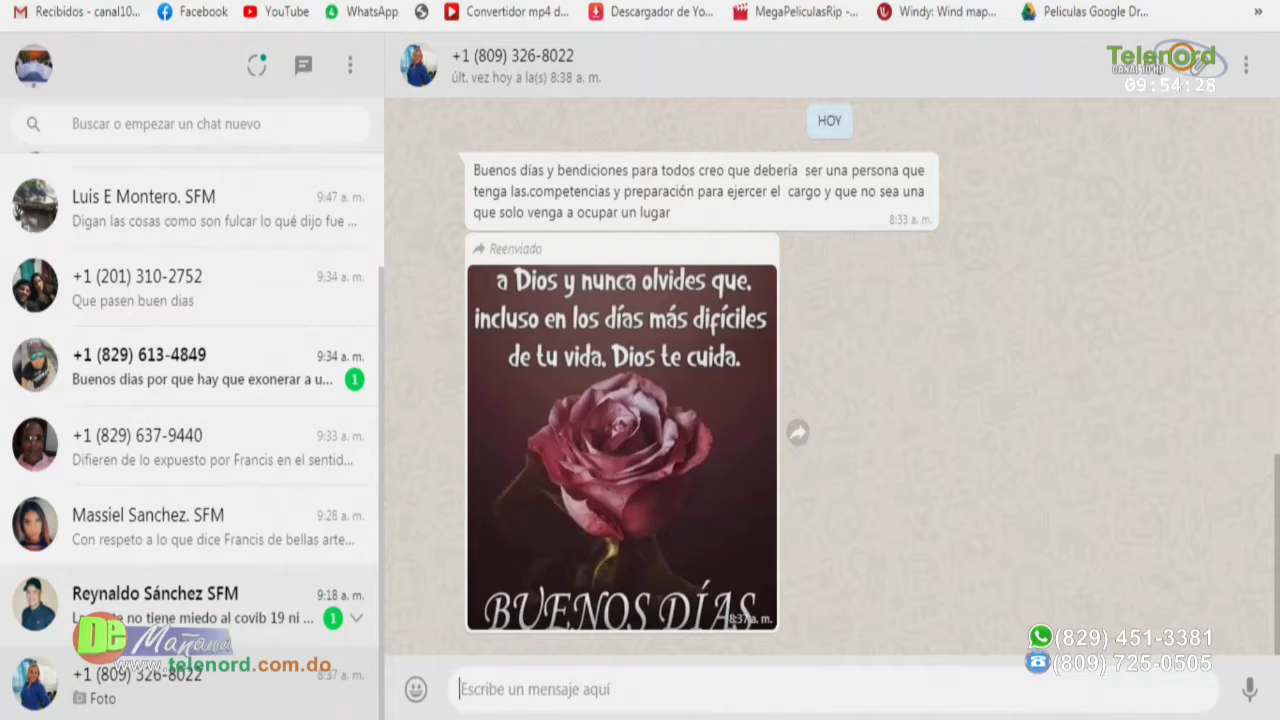 Recibidos - canal10...
Facebook
YouTube
WhatsApp
Convertidor mp4 d...
Descargador de Yo...
MegaPeliculasRip -...
Windy: Wind map...
Peliculas Google Dr...
»
+1 (809) 326-8022
últ. vez hoy a la(s) 8:38 a. m.
Telenord
CANAL 10 HD
09:54:28
Buscar o empezar un chat nuevo
Luis E Montero. SFM
9:47 a. m.
Digan las cosas como son fulcar lo qué dijo fue ...
+1 (201) 310-2752
9:34 a. m.
Que pasen buen dias
+1 (829) 613-4849
9:34 a. m.
Buenos dias por que hay que exonerar a u...
1
+1 (829) 637-9440
9:33 a. m.
Difieren de lo expuesto por Francis en el sentid...
Massiel Sanchez. SFM
9:28 a. m.
Con respeto a lo que dice Francis de bellas arte...
Reynaldo Sánchez SFM
9:18 a. m.
no tiene miedo al covib 19 ni ...
1
De Mañana
www.telenord.com.do
+1 (809) 326-8022
8:37 a. m.
Foto
HOY
Buenos días y bendiciones para todos creo que debería ser una persona que
tenga las.competencias y preparación para ejercer el cargo y que no sea una
que solo venga a ocupar un lugar
8:33 a. m.
Reenviado
a Dios y nunca olvides que,
incluso en los días más difíciles
de tu vida, Dios te cuida.
BUENOS DÍAS
8:37 a. m.
(829) 451-3381
(809) 725-0505
Escribe un mensaje aquí